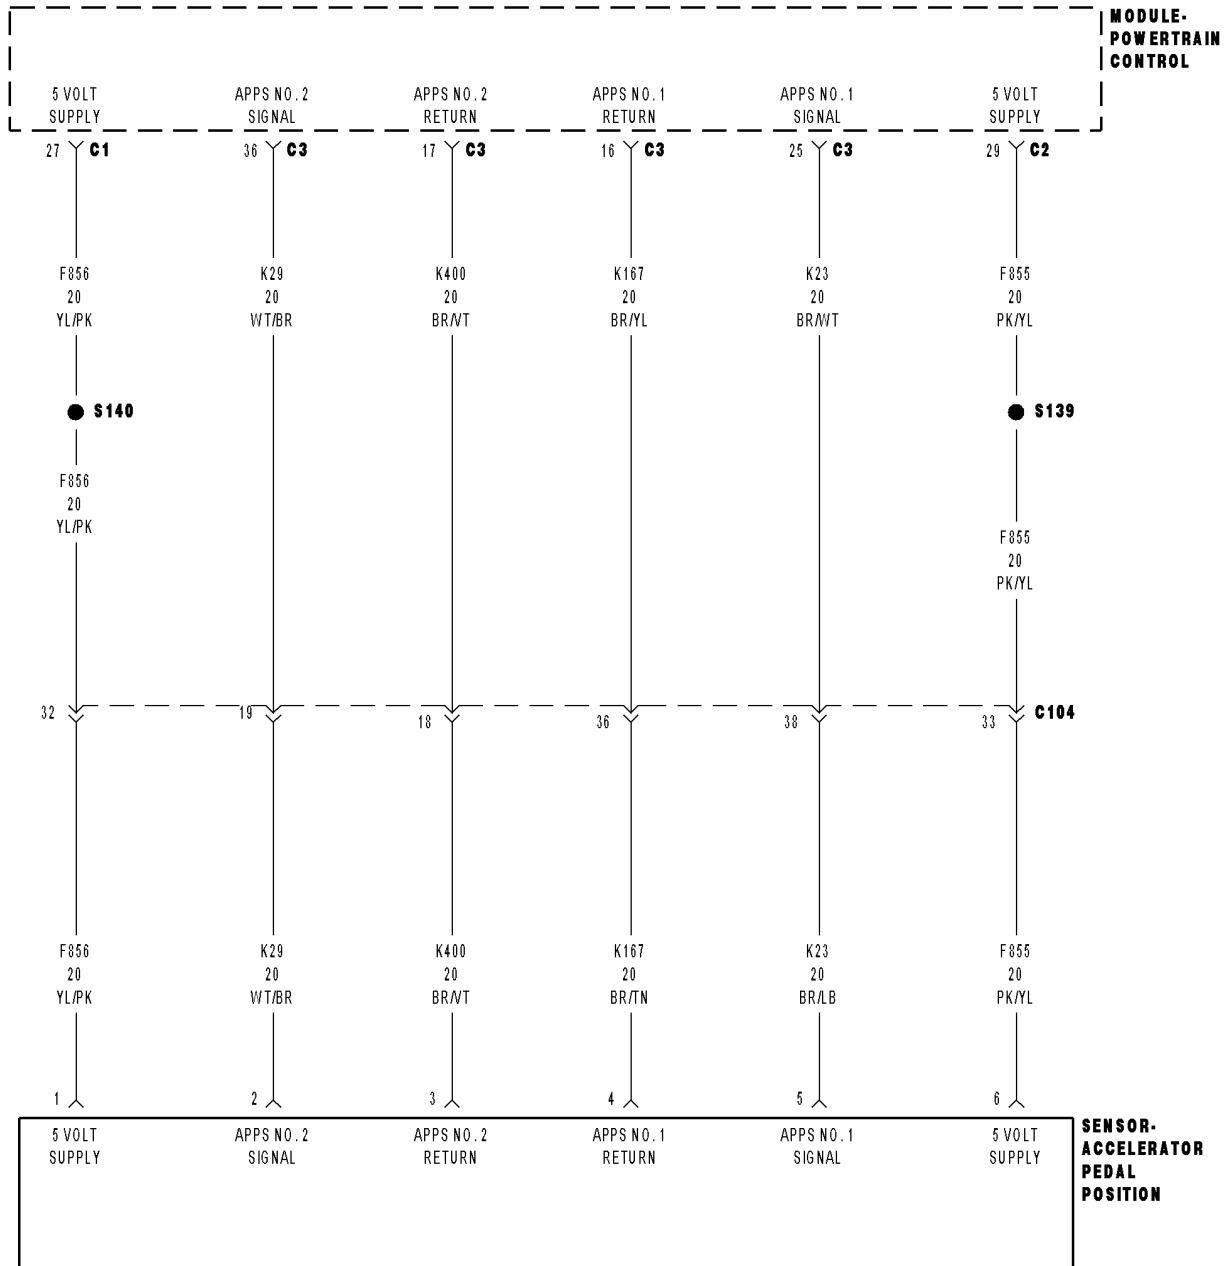 MODULE-
POWERTRAIN
CONTROL
5 VOLT
SUPPLY
APPS NO. 2
SIGNAL
APPS NO. 2
RETURN
APPS NO. 1
RETURN
APPS NO. 1
SIGNAL
5 VOLT
SUPPLY
27 C1
36 C3
17 C3
16 C3
25 C3
29 C2
F856
20
YL/PK
K29
20
WT/BR
K400
20
BR/VT
K167
20
BR/YL
K23
20
BR/WT
F855
20
PK/YL
S140
S139
F856
20
YL/PK
F855
20
PK/YL
32
19
18
36
38
33
C104
F856
20
YL/PK
K29
20
WT/BR
K400
20
BR/VT
K167
20
BR/TN
K23
20
BR/LB
F855
20
PK/YL
1
2
3
4
5
6
5 VOLT
SUPPLY
APPS NO. 2
SIGNAL
APPS NO. 2
RETURN
APPS NO. 1
RETURN
APPS NO. 1
SIGNAL
5 VOLT
SUPPLY
SENSOR-
ACCELERATOR
PEDAL
POSITION